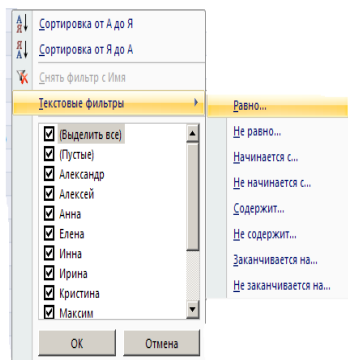 Сортировка от А до Я
Сортировка от Я до А
Снять фильтр с Имя
Текстовые фильтры
(Выделить все)
(Пустые)
Александр
Алексей
Анна
Елена
Инна
Ирина
Кристина
Максим
ОК
Отмена
Равно...
Не равно...
Начинается с...
Не начинается с...
Содержит...
Не содержит...
Заканчивается на...
Не заканчивается на...